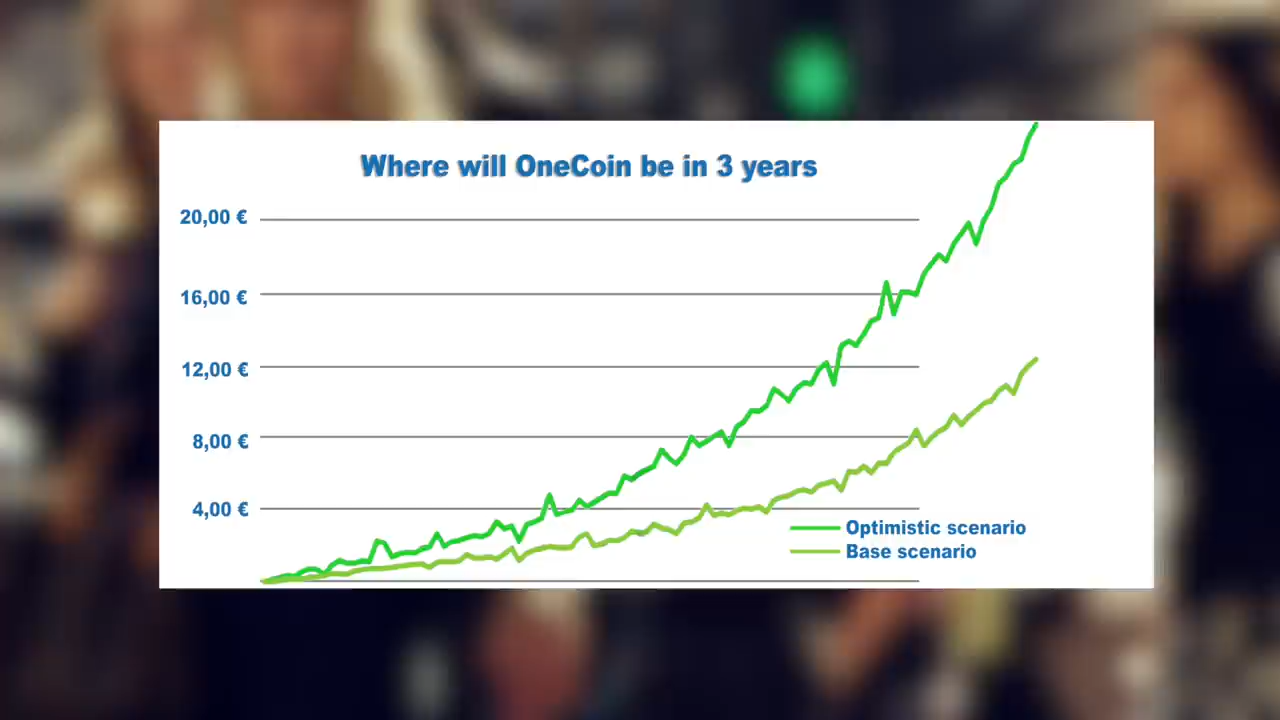 Where will OneCoin be in 3 years
20,00 €
16,00 €
12,00 €
8,00 €
4,00 €
Optimistic scenario
Base scenario